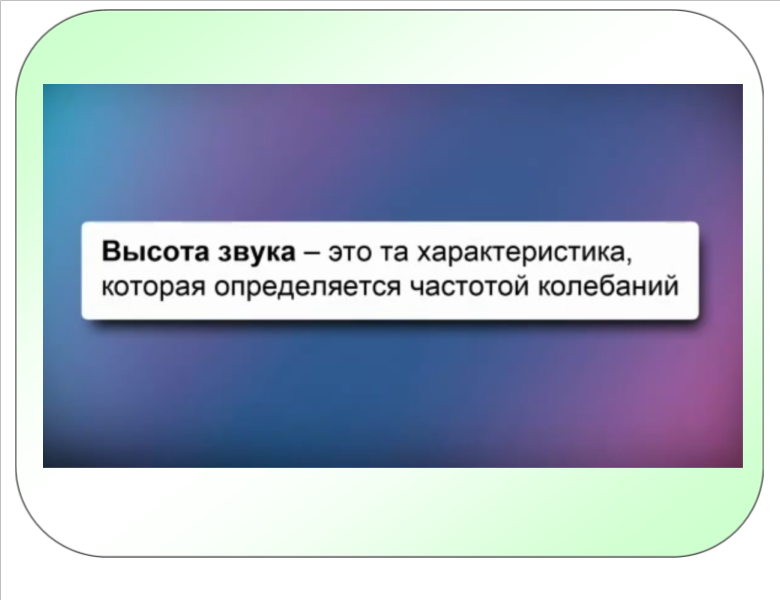 Высота звука – это та характеристика,
которая определяется частотой колебаний